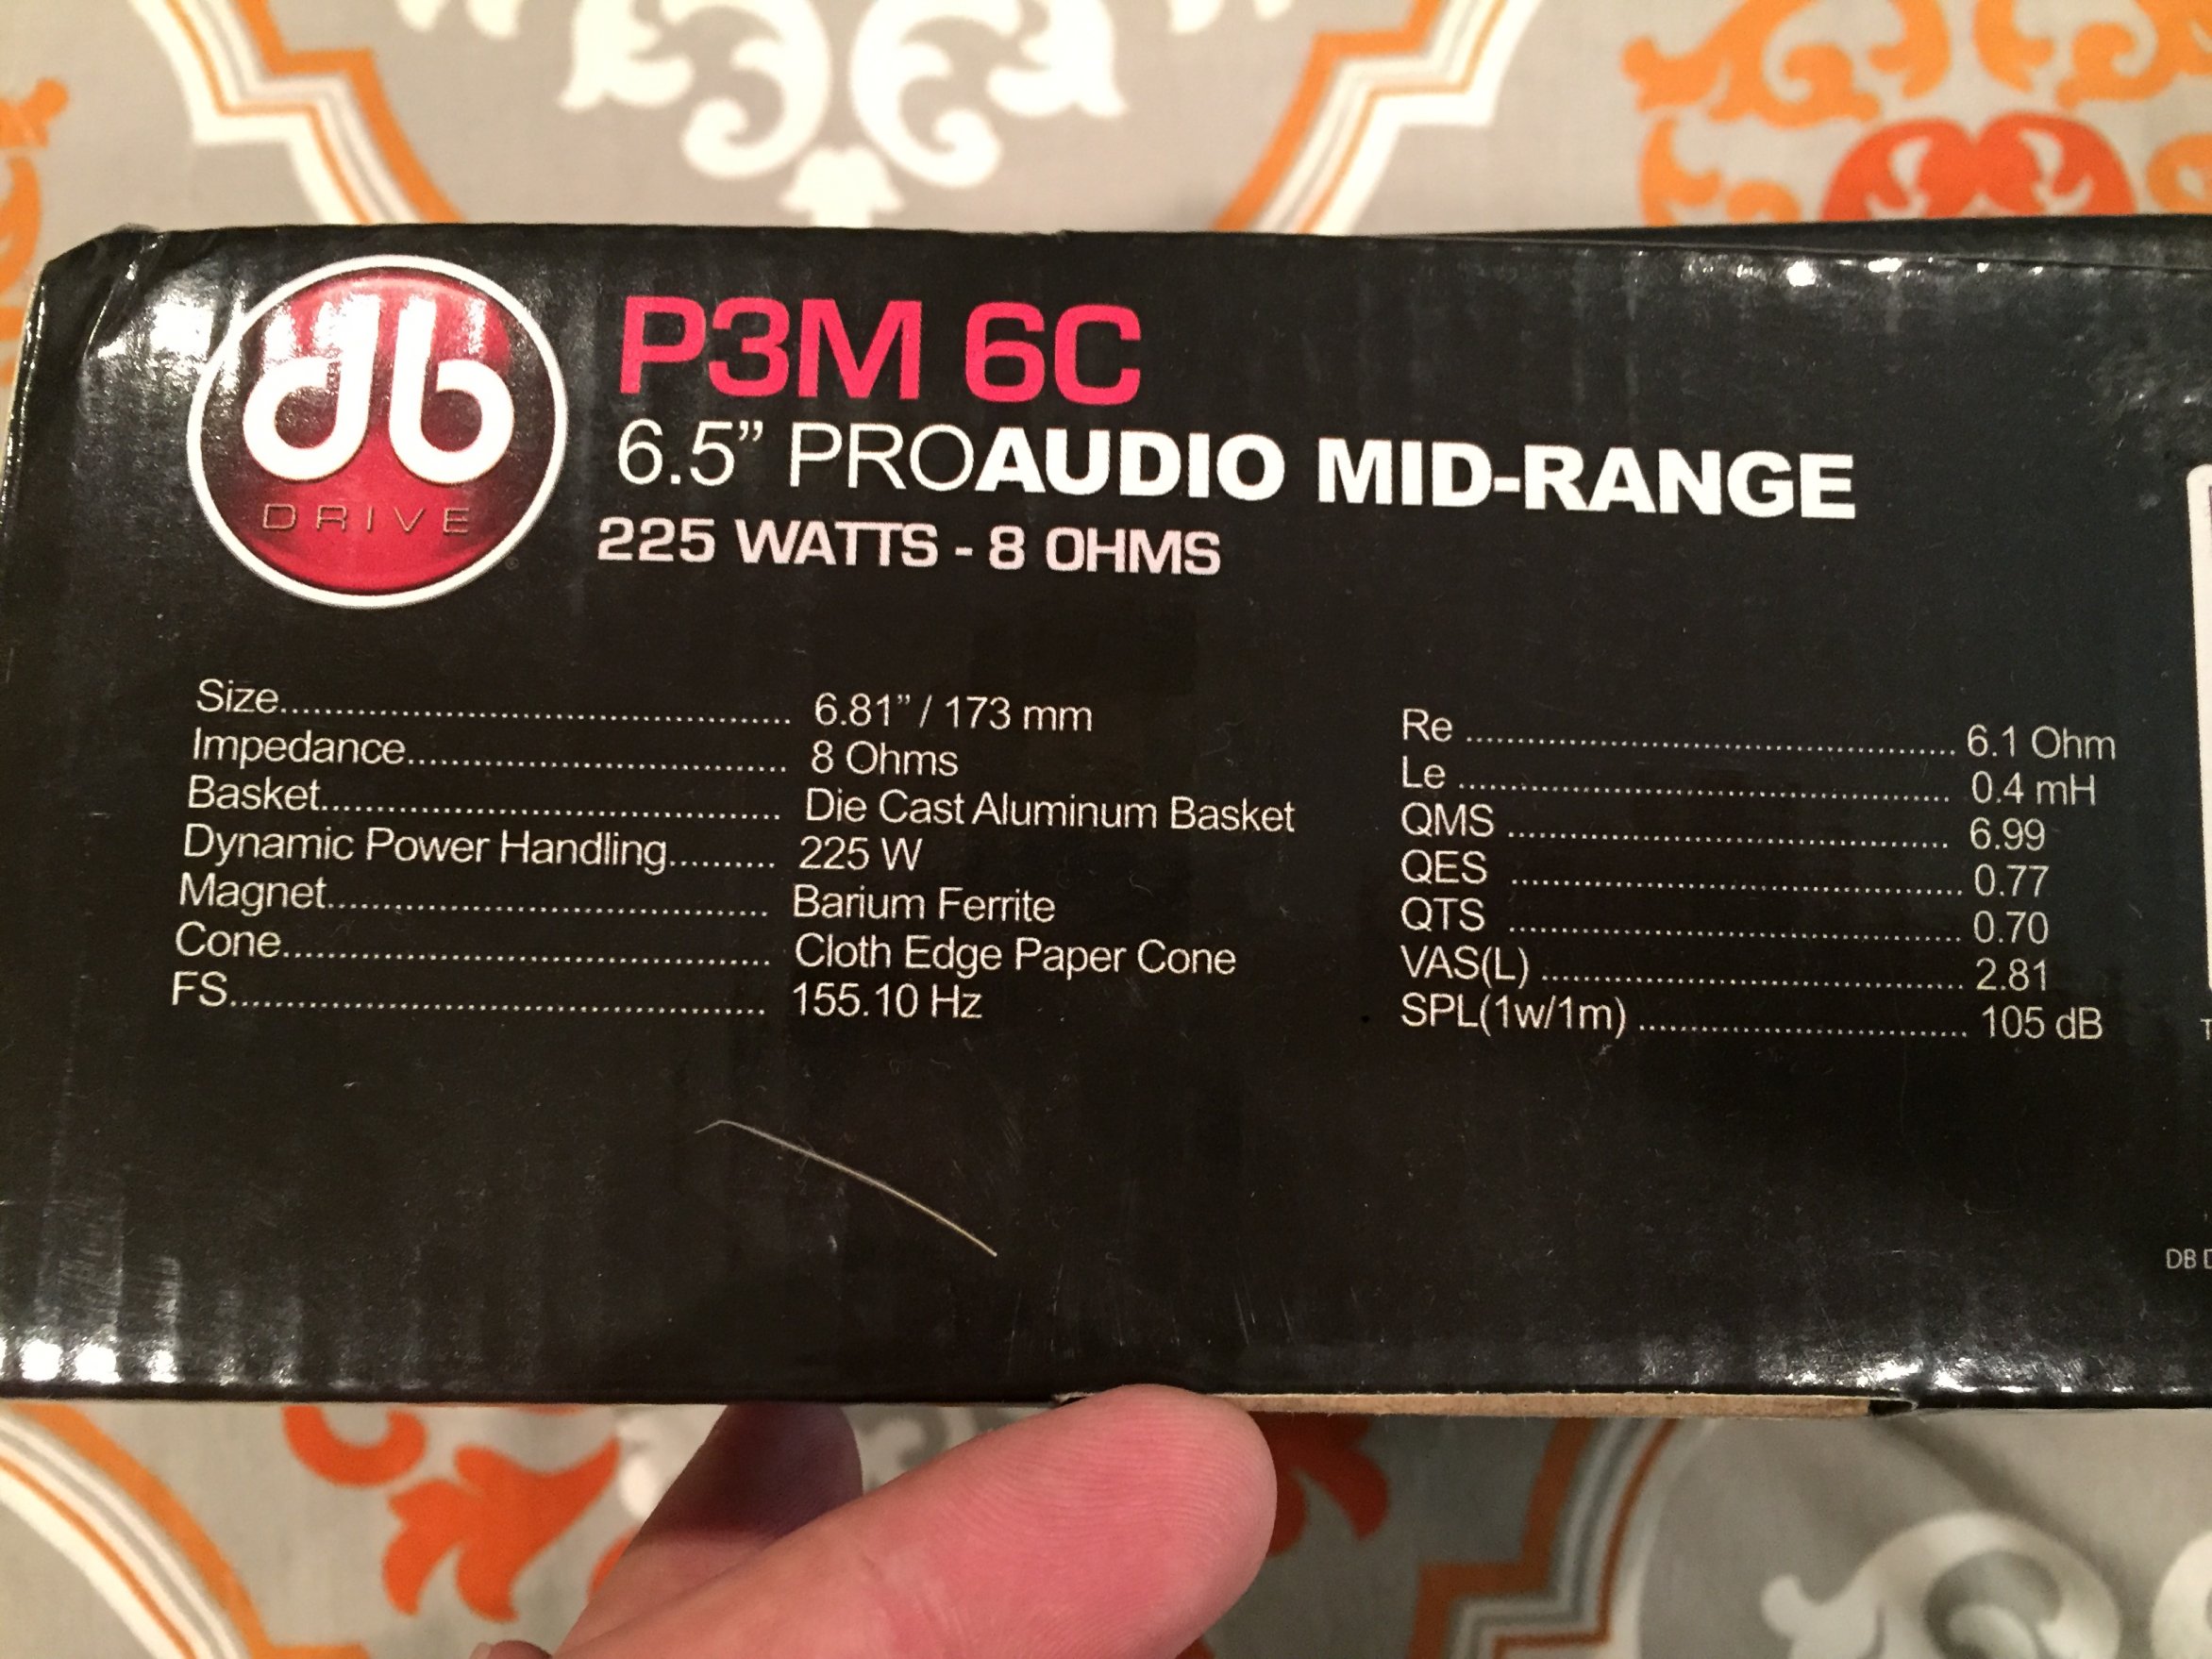 db
DRIVE
P3M 6C
6.5” PROAUDIO MID-RANGE
225 WATTS - 8 OHMS
Size.................................................. 6.81” / 173 mm
Impedance..................................... 8 Ohms
Basket............................................. Die Cast Aluminum Basket
Dynamic Power Handling.......... 225 W
Magnet........................................... Barium Ferrite
Cone................................................ Cloth Edge Paper Cone
FS..................................................... 155.10 Hz
Re ................................................. 6.1 Ohm
Le ................................................. 0.4 mH
QMS ............................................ 6.99
QES ............................................. 0.77
QTS ............................................. 0.70
VAS(L) .......................................... 2.81
SPL(1w/1m) ................................. 105 dB
DB